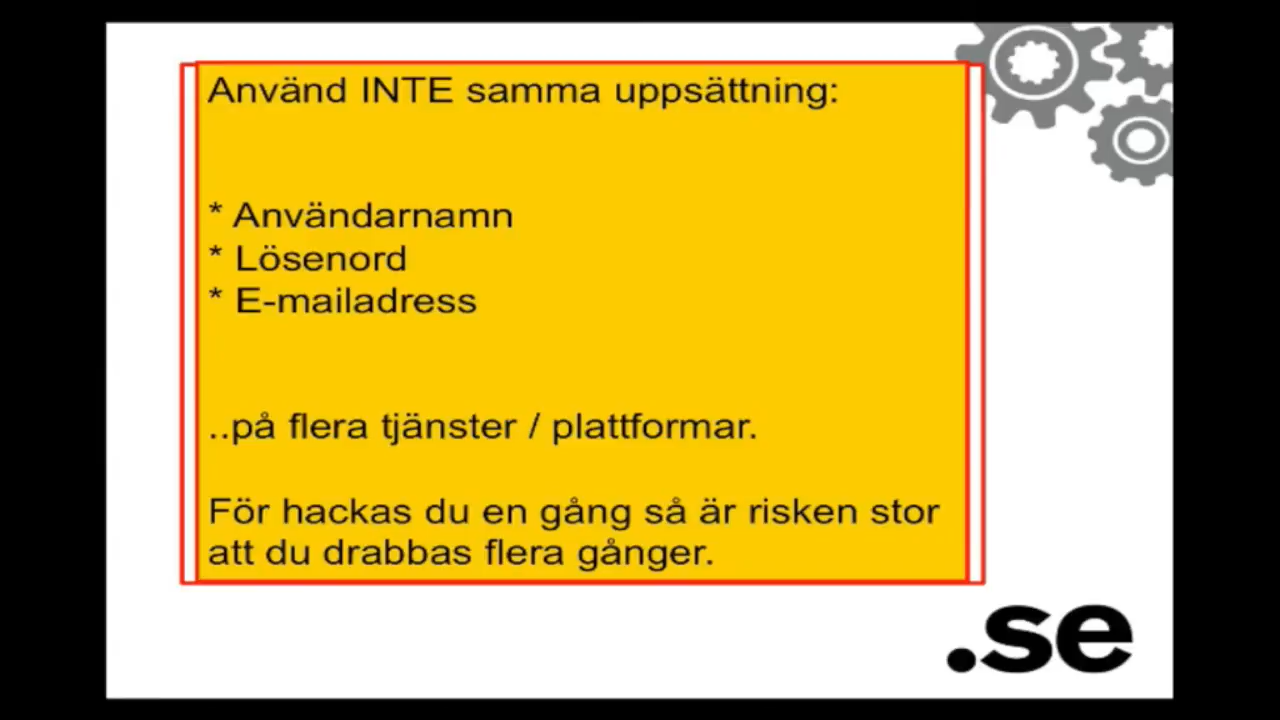 Använd INTE samma uppsättning:
* Användarnamn
* Lösenord
* E-mailadress
..på flera tjänster / plattformar.
För hackas du en gång så är risken stor
att du drabbas flera gånger.
.se